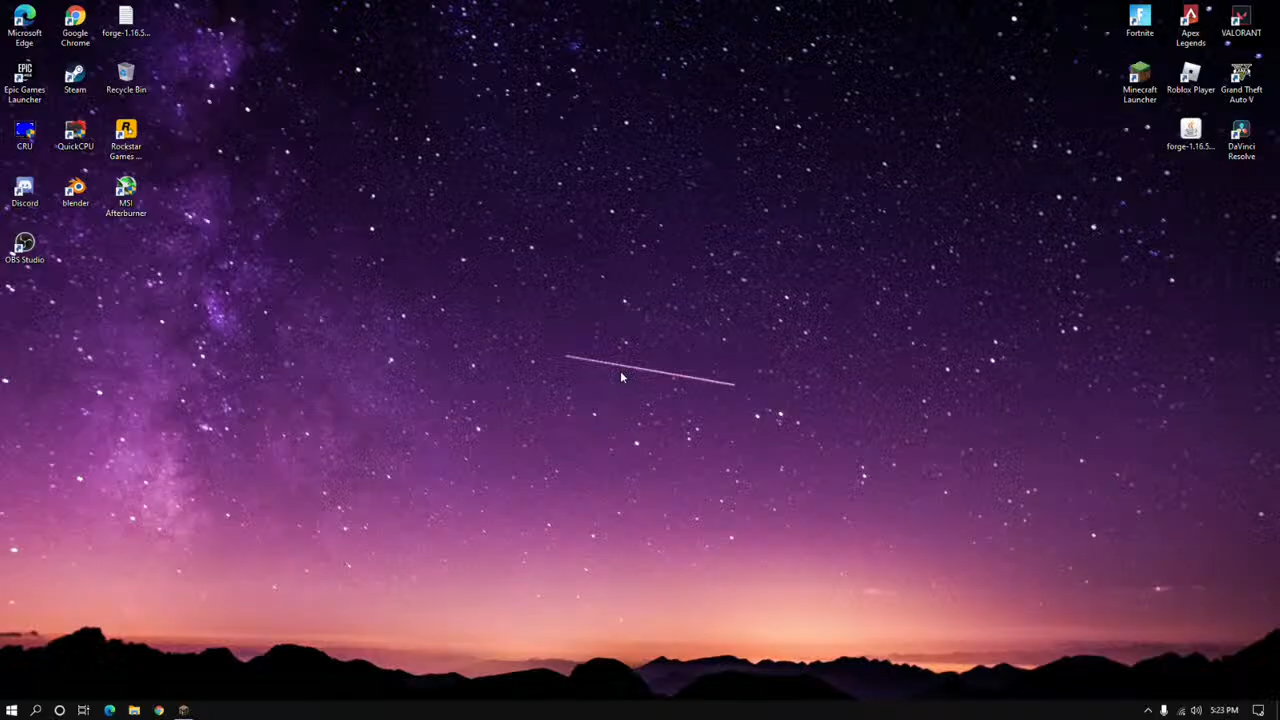 Microsoft
Edge
Google
Chrome
forge-1.16.5...
EPIC
GAMES
Epic Games
Launcher
Steam
Recycle Bin
CRU
QuickCPU
Rockstar
Games ...
Discord
blender
MSI
Afterburner
OBS Studio
Fortnite
Apex
Legends
VALORANT
Minecraft
Launcher
Roblox Player
Grand Theft
Auto V
forge-1.16.5...
DaVinci
Resolve
5:23 PM